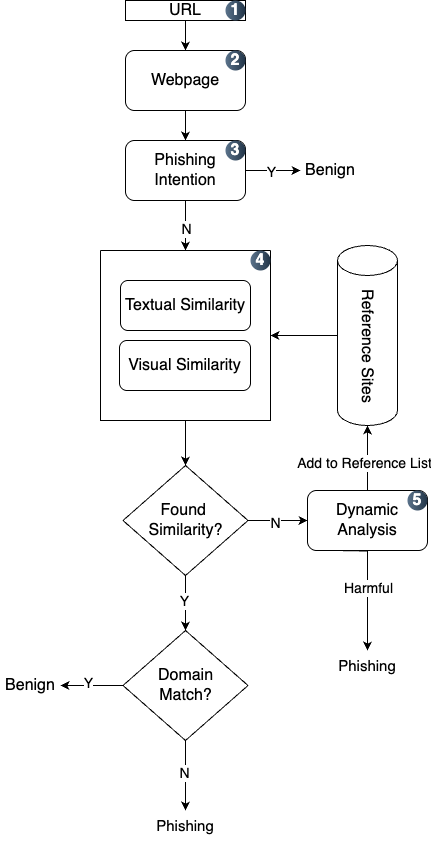 URL 1
2
Webpage
3
Phishing
Intention
Y
Benign
N
4
Textual Similarity
Visual Similarity
Reference Sites
Add to Reference List
5
Dynamic
Analysis
Found
Similarity?
N
Harmful
Y
Phishing
Domain
Match?
Y
Benign
N
Phishing